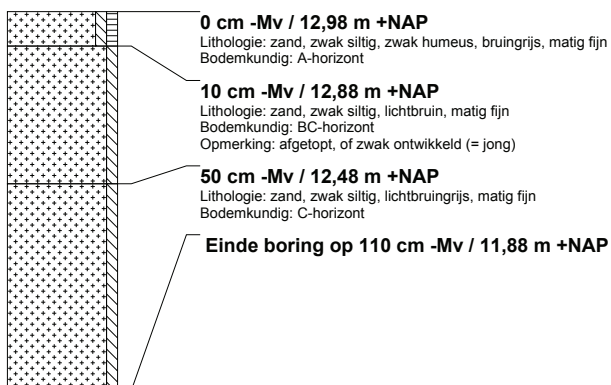 0 cm -Mv / 12,98 m +NAP
Lithologie: zand, zwak siltig, zwak humeus, bruingrijs, matig fijn
Bodemkundig: A-horizont
10 cm -Mv / 12,88 m +NAP
Lithologie: zand, zwak siltig, lichtbruin, matig fijn
Bodemkundig: BC-horizont
Opmerking: afgetopt, of zwak ontwikkeld (= jong)
50 cm -Mv / 12,48 m +NAP
Lithologie: zand, zwak siltig, lichtbruingrijs, matig fijn
Bodemkundig: C-horizont
Einde boring op 110 cm -Mv / 11,88 m +NAP